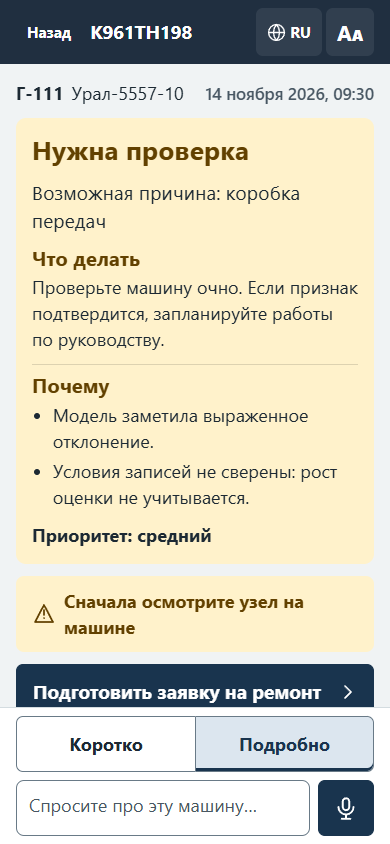 Назад К961ТН198 RU Aa
Г-111 Урал-5557-10 14 ноября 2026, 09:30
Нужна проверка
Возможная причина: коробка
передач
Что делать
Проверьте машину очно. Если признак
подтвердится, запланируйте работы
по руководству.
Почему
• Модель заметила выраженное
отклонение.
• Условия записей не сверены: рост
оценки не учитывается.
Приоритет: средний
Сначала осмотрите узел на
машине
Подготовить заявку на ремонт
Коротко Подробно
Спросите про эту машину...